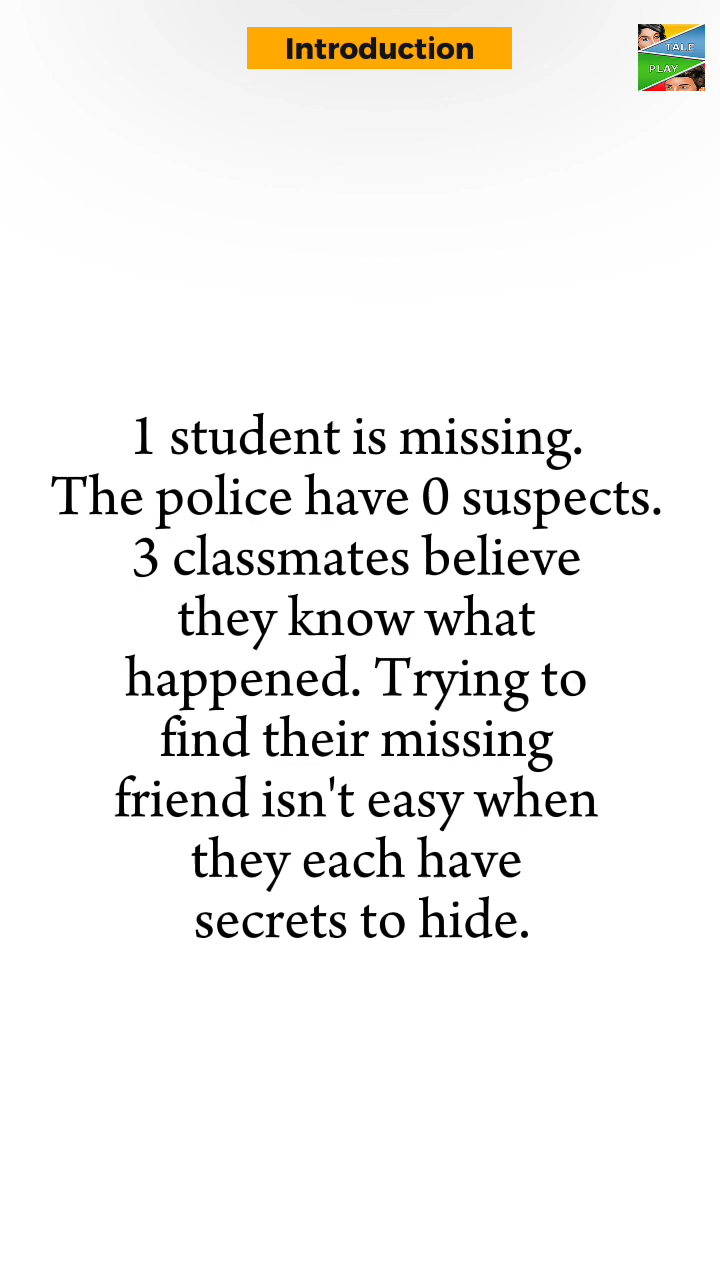 Introduction
TALE
PLAY
1 student is missing.
The police have 0 suspects.
3 classmates believe
they know what
happened. Trying to
find their missing
friend isn't easy when
they each have
secrets to hide.